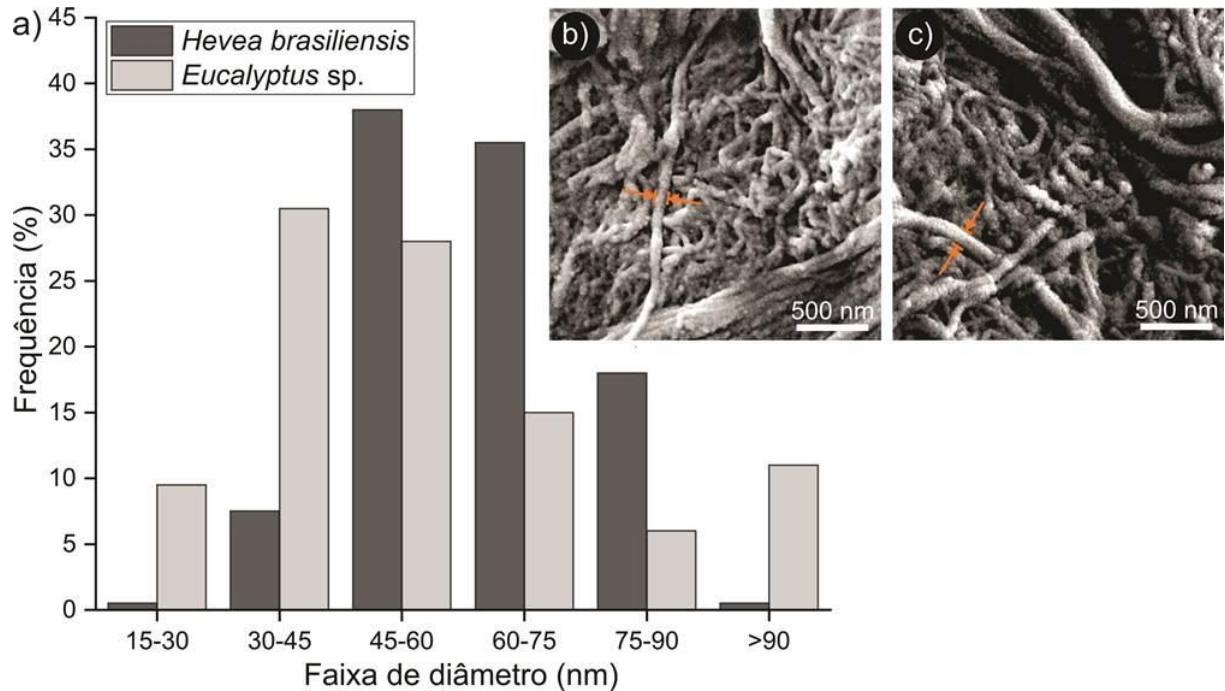 a)
Hevea brasiliensis
Eucalyptus sp.
b)
500 nm
c)
500 nm
Frequência (%)
45
40
35
30
25
20
15
10
5
0
15-30 30-45 45-60 60-75 75-90 >90
Faixa de diâmetro (nm)